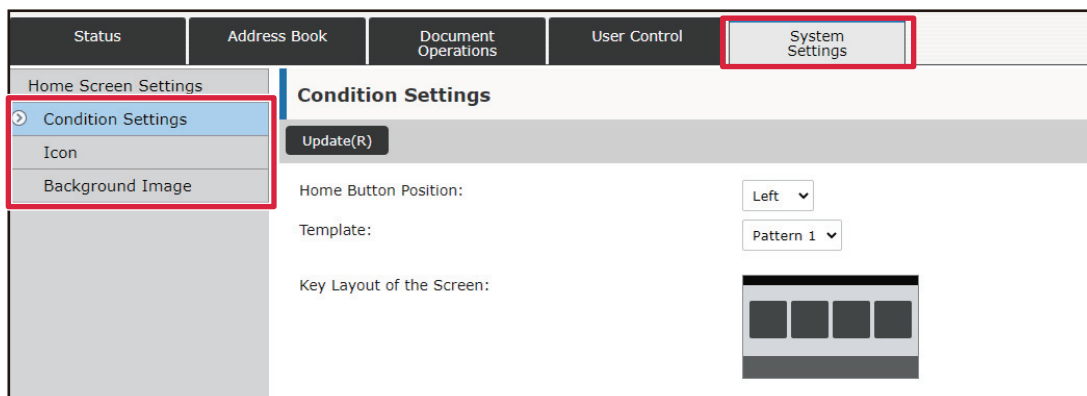 Status
Address Book
Document
Operations
User Control
System
Settings
Home Screen Settings
Condition Settings
Icon
Background Image
Condition Settings
Update(R)
Home Button Position:
Left
Template:
Pattern 1
Key Layout of the Screen: